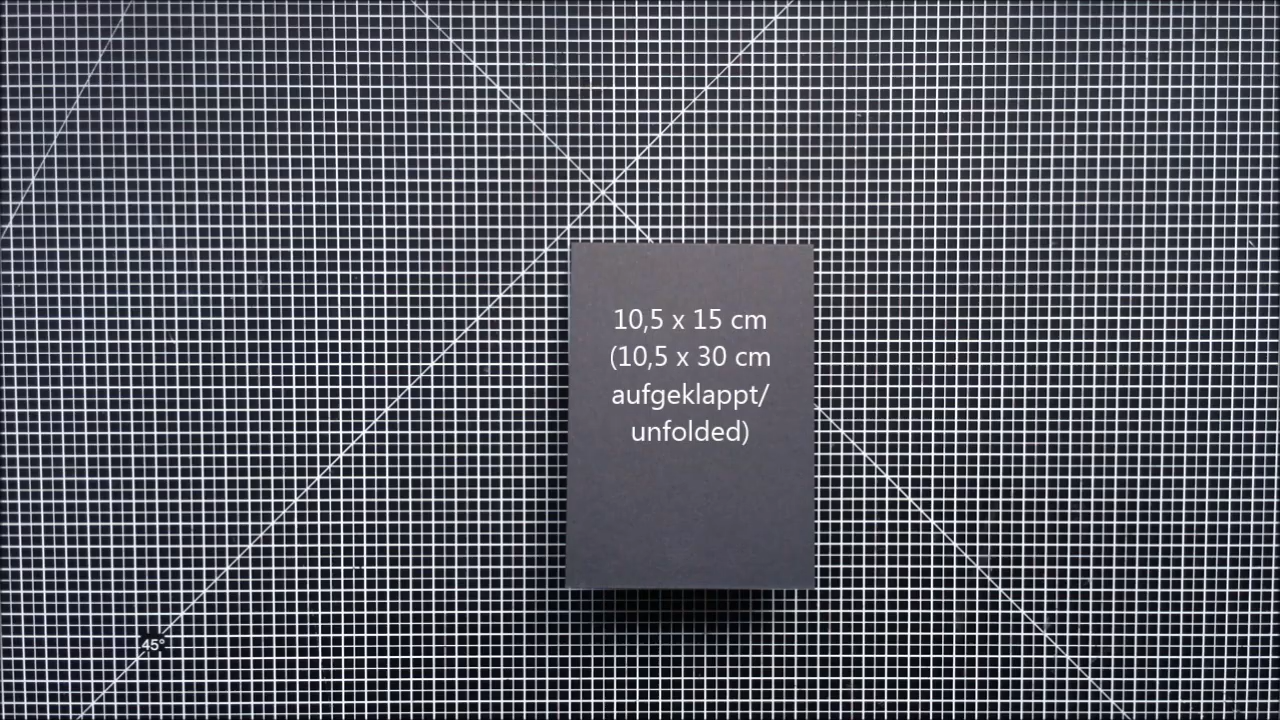 10,5 x 15 cm
(10,5 x 30 cm
aufgeklappt/
unfolded)
45°